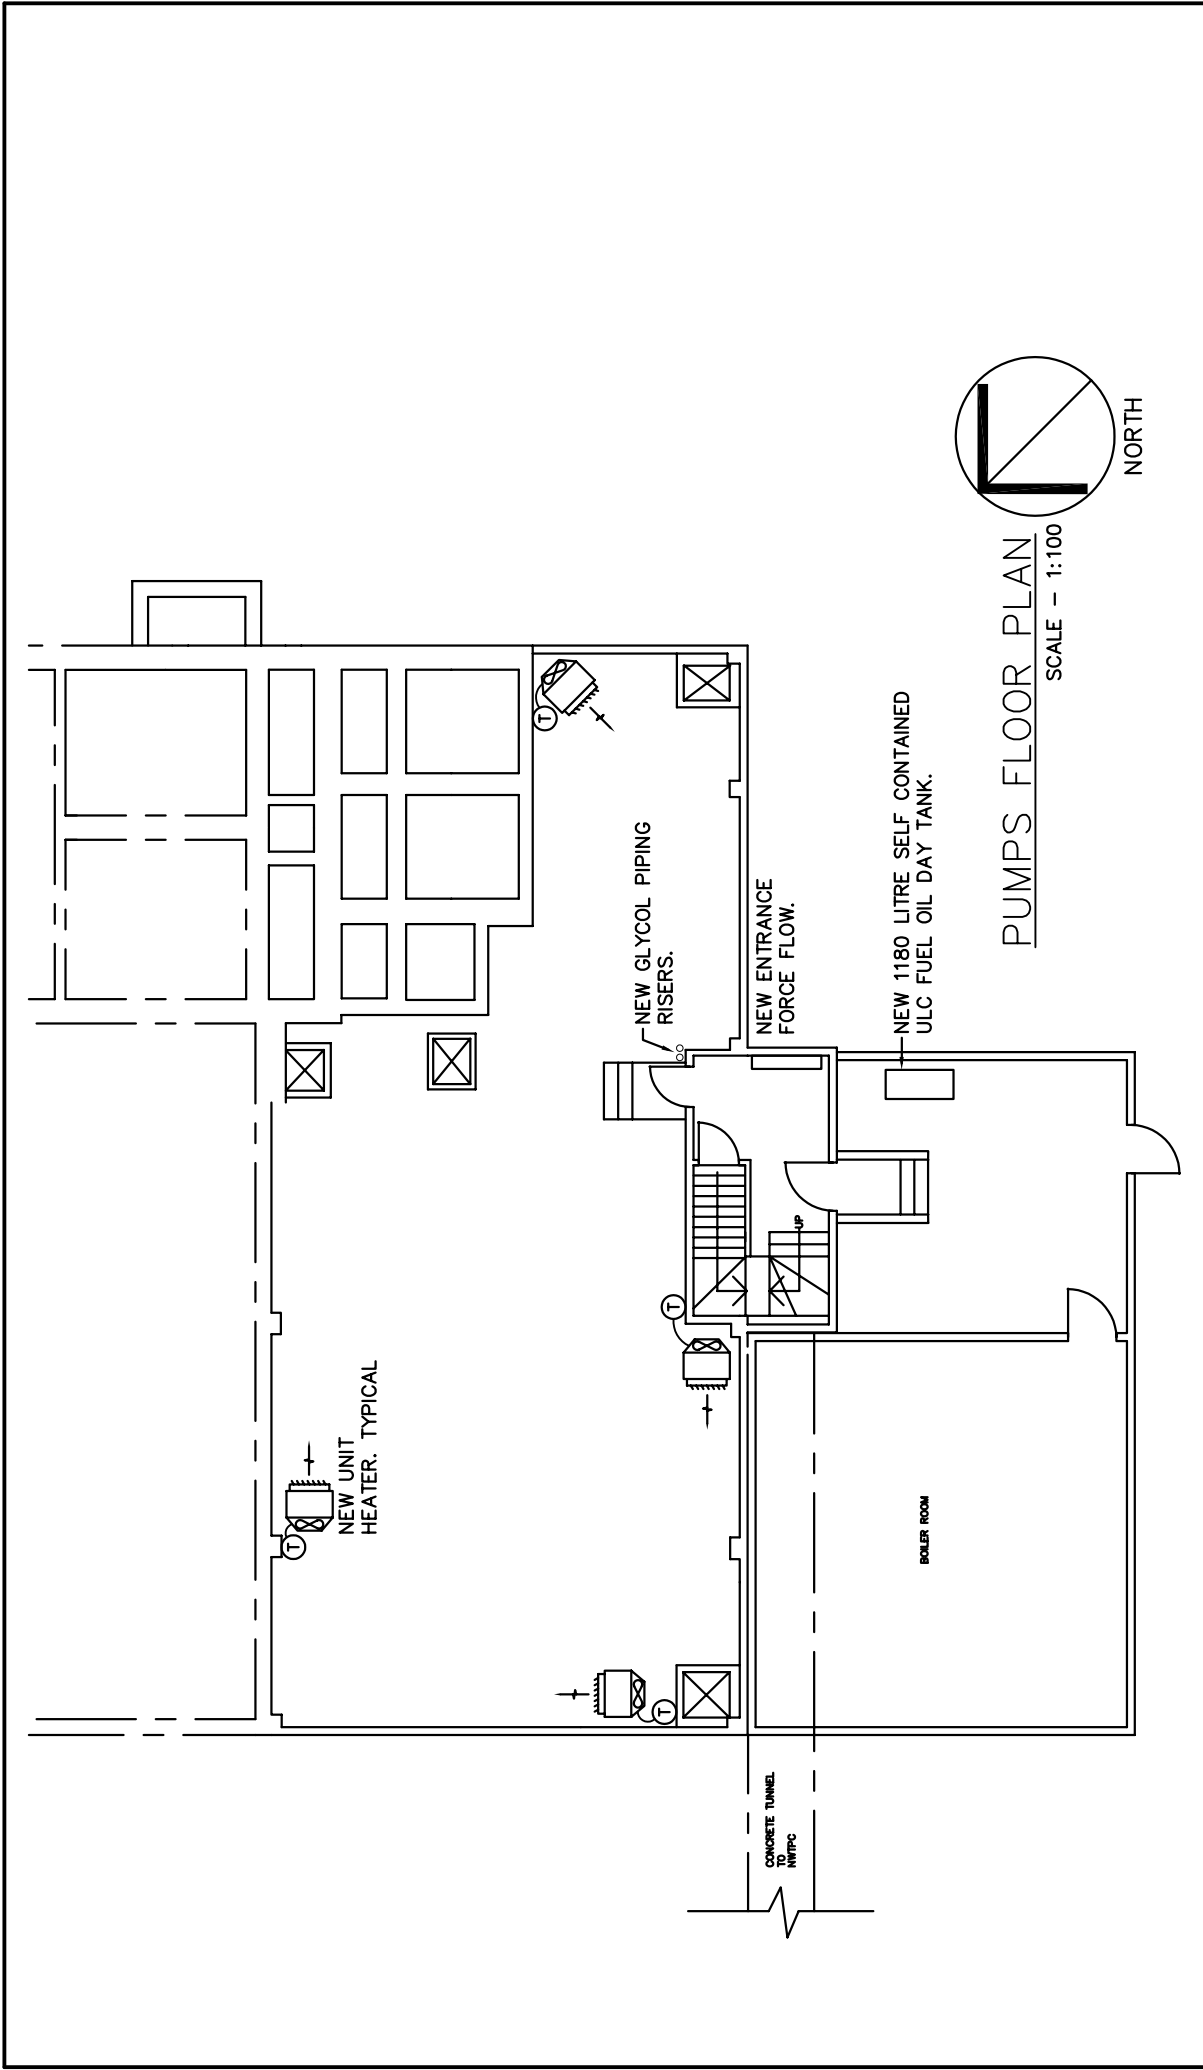 NEW UNIT
HEATER. TYPICAL
T
T
T
T
NEW GLYCOL PIPING
RISERS.
NEW ENTRANCE
FORCE FLOW.
UP
NEW 1180 LITRE SELF CONTAINED
ULC FUEL OIL DAY TANK.
BOILER ROOM
CONCRETE TUNNEL
TO
NWTPC
PUMPS FLOOR PLAN
SCALE - 1:100
NORTH